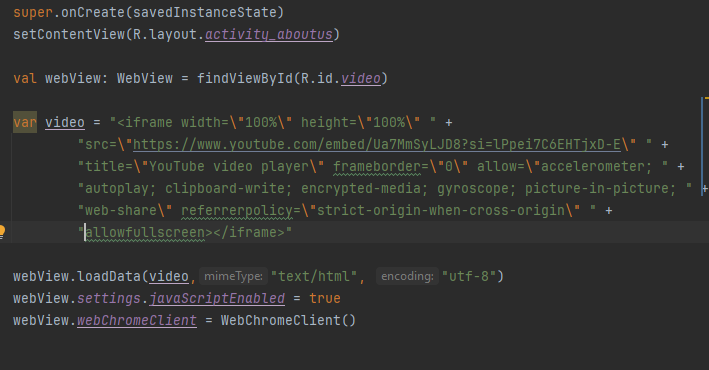 super.onCreate(savedInstanceState)
setContentView(R.layout.activity_aboutus)
val webView: WebView = findViewById(R.id.video)
var video = "<iframe width=\"100%\" height=\"100%\" " +
"src=\"https://www.youtube.com/embed/Ua7MmSyLJD8?si=lPpei7C6EHTjxD-E\" " +
"title=\"YouTube video player\" frameborder=\"0\" allow=\"accelerometer; " +
"autoplay; clipboard-write; encrypted-media; gyroscope; picture-in-picture; " +
"web-share\" referrerpolicy=\"strict-origin-when-cross-origin\" " +
"allowfullscreen></iframe>"
webView.loadData(video, mimeType: "text/html", encoding: "utf-8")
webView.settings.javaScriptEnabled = true
webView.webChromeClient = WebChromeClient()